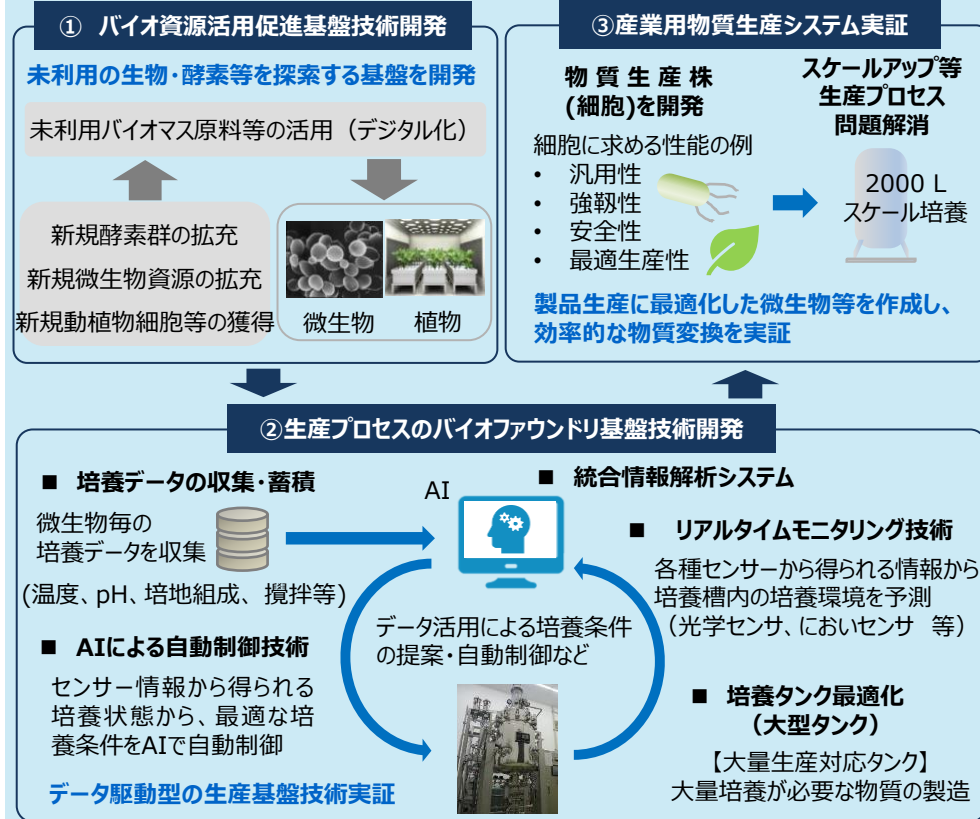 ① バイオ資源活用促進基盤技術開発
未利用の生物・酵素等を探索する基盤を開発
未利用バイオマス原料等の活用（デジタル化）
新規酵素群の拡充
新規微生物資源の拡充
新規動植物細胞等の獲得
微生物
植物
③産業用物質生産システム実証
物質生産株
(細胞)を開発
細胞に求める性能の例
• 汎用性
• 強靱性
• 安全性
• 最適生産性
スケールアップ等
生産プロセス
問題解消
2000 L
スケール培養
製品生産に最適化した微生物等を作成し、
効率的な物質変換を実証
②生産プロセスのバイオファウンドリ基盤技術開発
■ 培養データの収集・蓄積
微生物毎の
培養データを収集
(温度、pH、培地組成、攪拌等)
AI
■ 統合情報解析システム
■ リアルタイムモニタリング技術
各種センサーから得られる情報から
培養槽内の培養環境を予測
（光学センサ、においセンサ 等）
■ AIによる自動制御技術
センサー情報から得られる
培養状態から、最適な培
養条件をAIで自動制御
データ活用による培養条件
の提案・自動制御など
■ 培養タンク最適化
（大型タンク）
【大量生産対応タンク】
大量培養が必要な物質の製造
データ駆動型の生産基盤技術実証